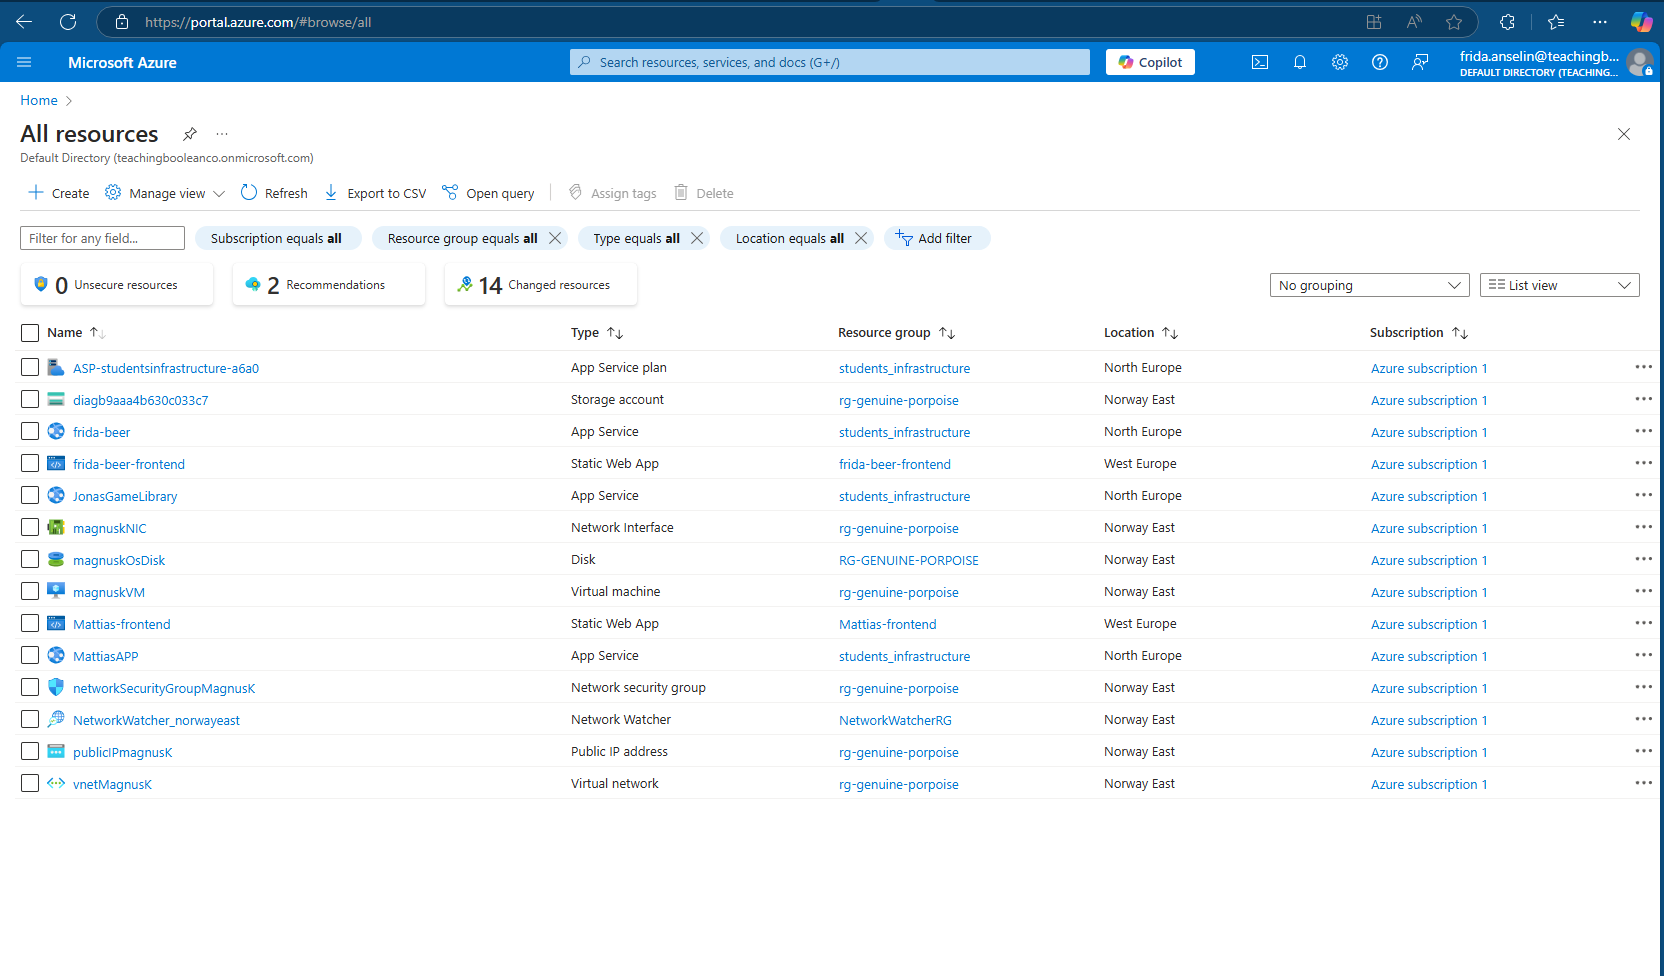 https://portal.azure.com/#browse/all
Microsoft Azure
Search resources, services, and docs (G+/)
Copilot
frida.anselin@teachingb...
DEFAULT DIRECTORY (TEACHING...
Home
All resources
Default Directory (teachingbooleanco.onmicrosoft.com)
Create Manage view Refresh Export to CSV Open query Assign tags Delete
Filter for any field... Subscription equals all Resource group equals all Type equals all Location equals all Add filter
0 Unsecure resources 2 Recommendations 14 Changed resources No grouping List view
Name Type Resource group Location Subscription
ASP-studentsinfrastructure-a6a0 App Service plan students_infrastructure North Europe Azure subscription 1
diagb9aaa4b630c033c7 Storage account rg-genuine-porpoise Norway East Azure subscription 1
frida-beer App Service students_infrastructure North Europe Azure subscription 1
frida-beer-frontend Static Web App frida-beer-frontend West Europe Azure subscription 1
JonasGameLibrary App Service students_infrastructure North Europe Azure subscription 1
magnuskNIC Network Interface rg-genuine-porpoise Norway East Azure subscription 1
magnuskOsDisk Disk RG-GENUINE-PORPOISE Norway East Azure subscription 1
magnuskVM Virtual machine rg-genuine-porpoise Norway East Azure subscription 1
Mattias-frontend Static Web App Mattias-frontend West Europe Azure subscription 1
MattiasAPP App Service students_infrastructure North Europe Azure subscription 1
networkSecurityGroupMagnusK Network security group rg-genuine-porpoise Norway East Azure subscription 1
NetworkWatcher_norwayeast Network Watcher NetworkWatcherRG Norway East Azure subscription 1
publicIPmagnusK Public IP address rg-genuine-porpoise Norway East Azure subscription 1
vnetMagnusK Virtual network rg-genuine-porpoise Norway East Azure subscription 1